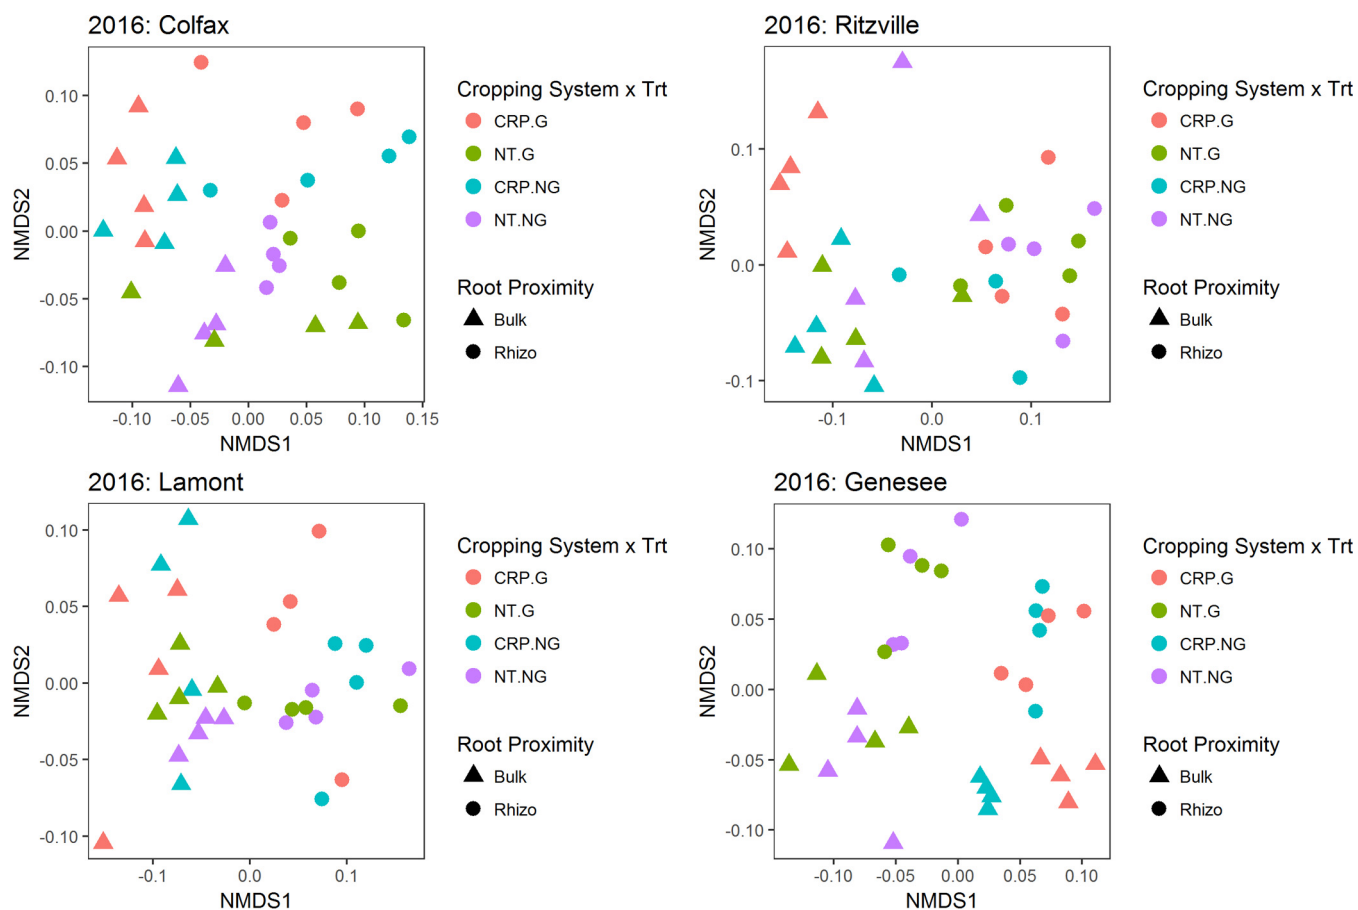 2016: Colfax
NMDS2
0.10
0.05
0.00
-0.05
-0.10
-0.10 -0.05 0.00 0.05 0.10 0.15
NMDS1
Cropping System x Trt
CRP.G
NT.G
CRP.NG
NT.NG
Root Proximity
Bulk
Rhizo
2016: Ritzville
NMDS2
0.1
0.0
-0.1
-0.1 0.0 0.1
NMDS1
Cropping System x Trt
CRP.G
NT.G
CRP.NG
NT.NG
Root Proximity
Bulk
Rhizo
2016: Lamont
NMDS2
0.10
0.05
0.00
-0.05
-0.10
-0.1 0.0 0.1
NMDS1
Cropping System x Trt
CRP.G
NT.G
CRP.NG
NT.NG
Root Proximity
Bulk
Rhizo
2016: Genesee
NMDS2
0.10
0.05
0.00
-0.05
-0.10
-0.10 -0.05 0.00 0.05 0.10
NMDS1
Cropping System x Trt
CRP.G
NT.G
CRP.NG
NT.NG
Root Proximity
Bulk
Rhizo